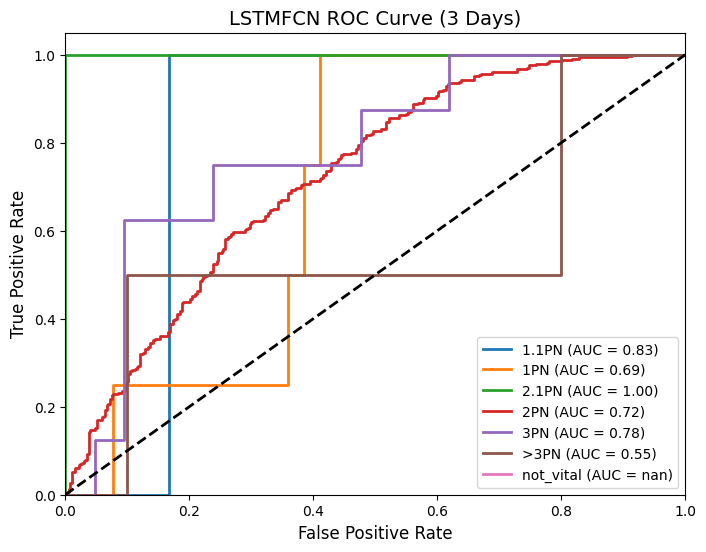 LSTMFCN ROC Curve (3 Days)
True Positive Rate
1.0
0.8
0.6
0.4
0.2
0.0
0.0 0.2 0.4 0.6 0.8 1.0
False Positive Rate
1.1PN (AUC = 0.83)
1PN (AUC = 0.69)
2.1PN (AUC = 1.00)
2PN (AUC = 0.72)
3PN (AUC = 0.78)
>3PN (AUC = 0.55)
not_vital (AUC = nan)